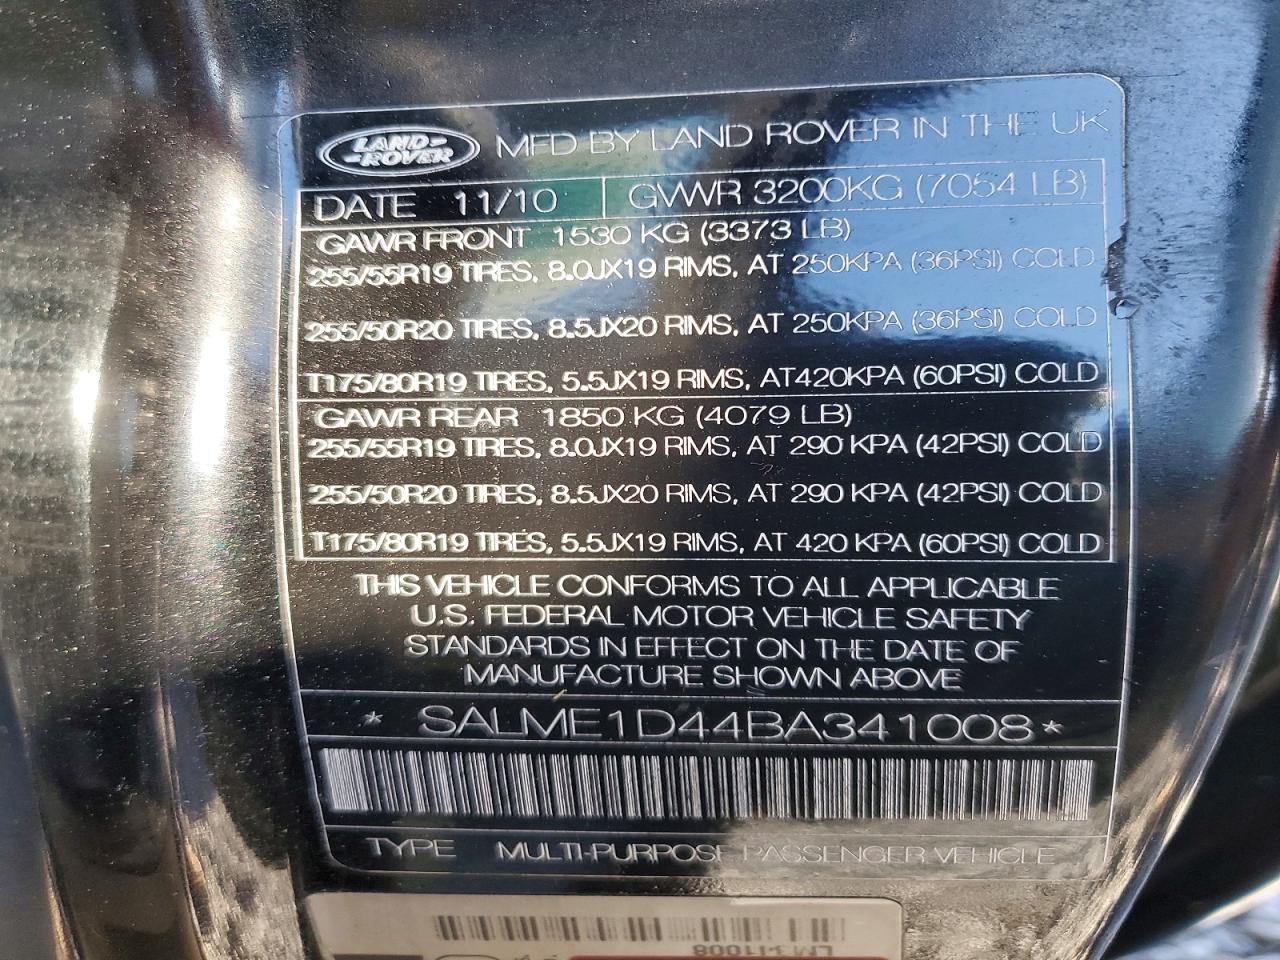 LAND-
-ROVER
MFD BY LAND ROVER IN THE UK
DATE 11/10 GVWR 3200KG (7054 LB)
GAWR FRONT 1530 KG (3373 LB)
255/55R19 TIRES, 8.0JX19 RIMS, AT 250KPA (36PSI) COLD
255/50R20 TIRES, 8.5JX20 RIMS, AT 250KPA (36PSI) COLD
T175/80R19 TIRES, 5.5JX19 RIMS, AT420KPA (60PSI) COLD
GAWR REAR 1850 KG (4079 LB)
255/55R19 TIRES, 8.0JX19 RIMS, AT 290 KPA (42PSI) COLD
255/50R20 TIRES, 8.5JX20 RIMS, AT 290 KPA (42PSI) COLD
T175/80R19 TIRES, 5.5JX19 RIMS, AT 420 KPA (60PSI) COLD
THIS VEHICLE CONFORMS TO ALL APPLICABLE
U.S. FEDERAL MOTOR VEHICLE SAFETY
STANDARDS IN EFFECT ON THE DATE OF
MANUFACTURE SHOWN ABOVE
* SALME1D44BA341008 *
TYPE MULTI-PURPOSE PASSENGER VEHICLE